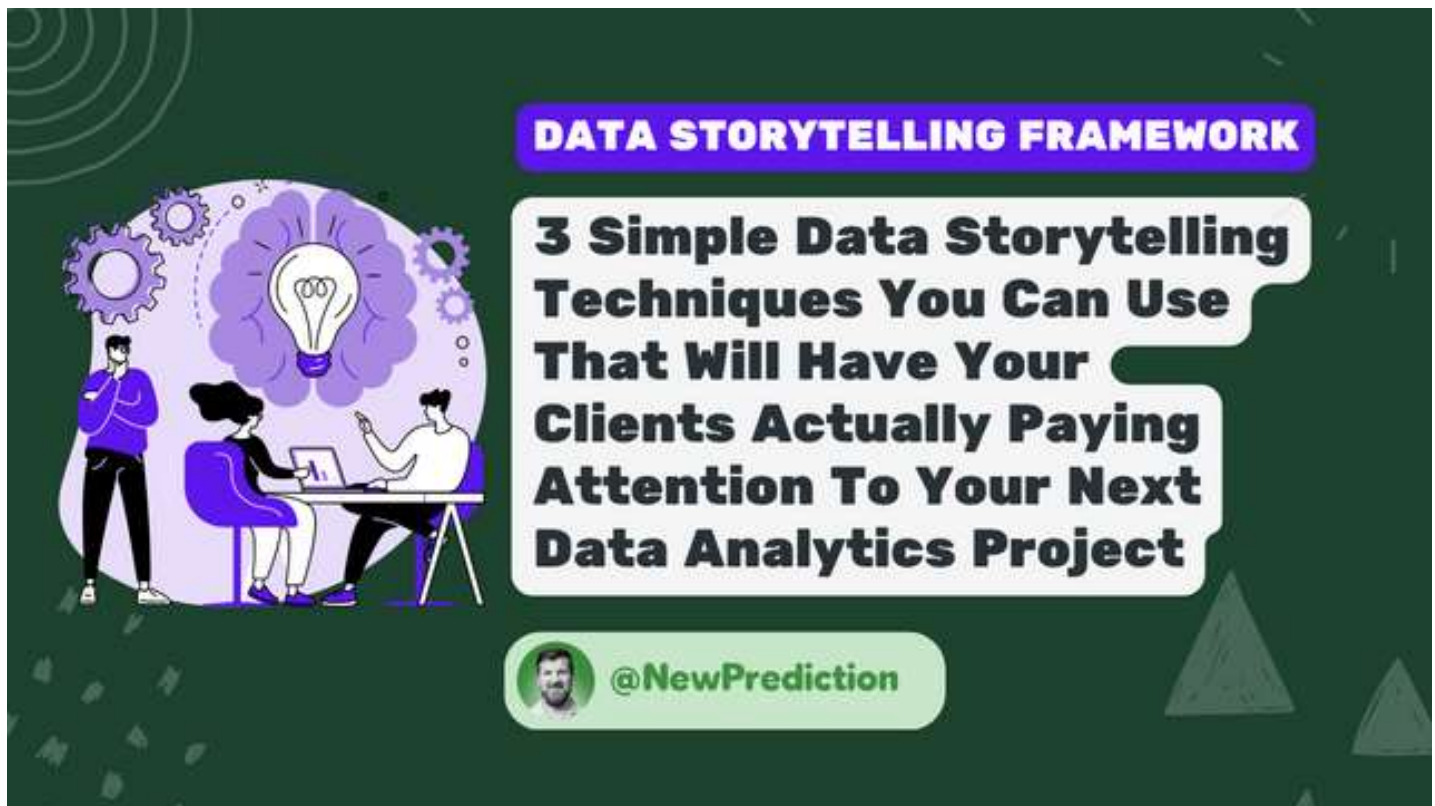 DATA STORYTELLING FRAMEWORK
3 Simple Data Storytelling
Techniques You Can Use
That Will Have Your
Clients Actually Paying
Attention To Your Next
Data Analytics Project
@NewPrediction